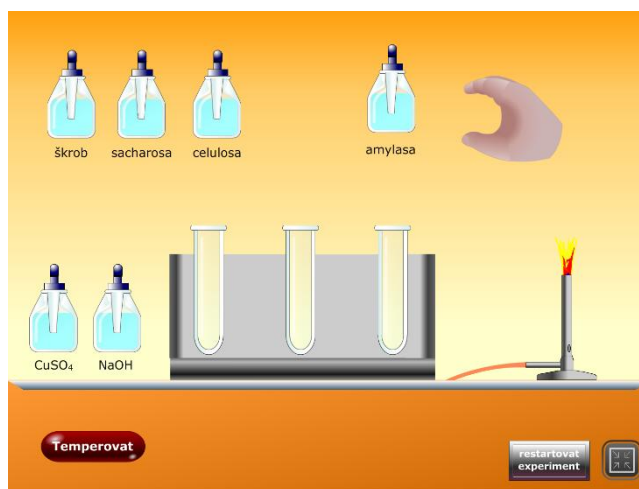 škrob sacharosa celulosa amylasa
CuSO₄ NaOH
Temperovat
restartovat
experiment